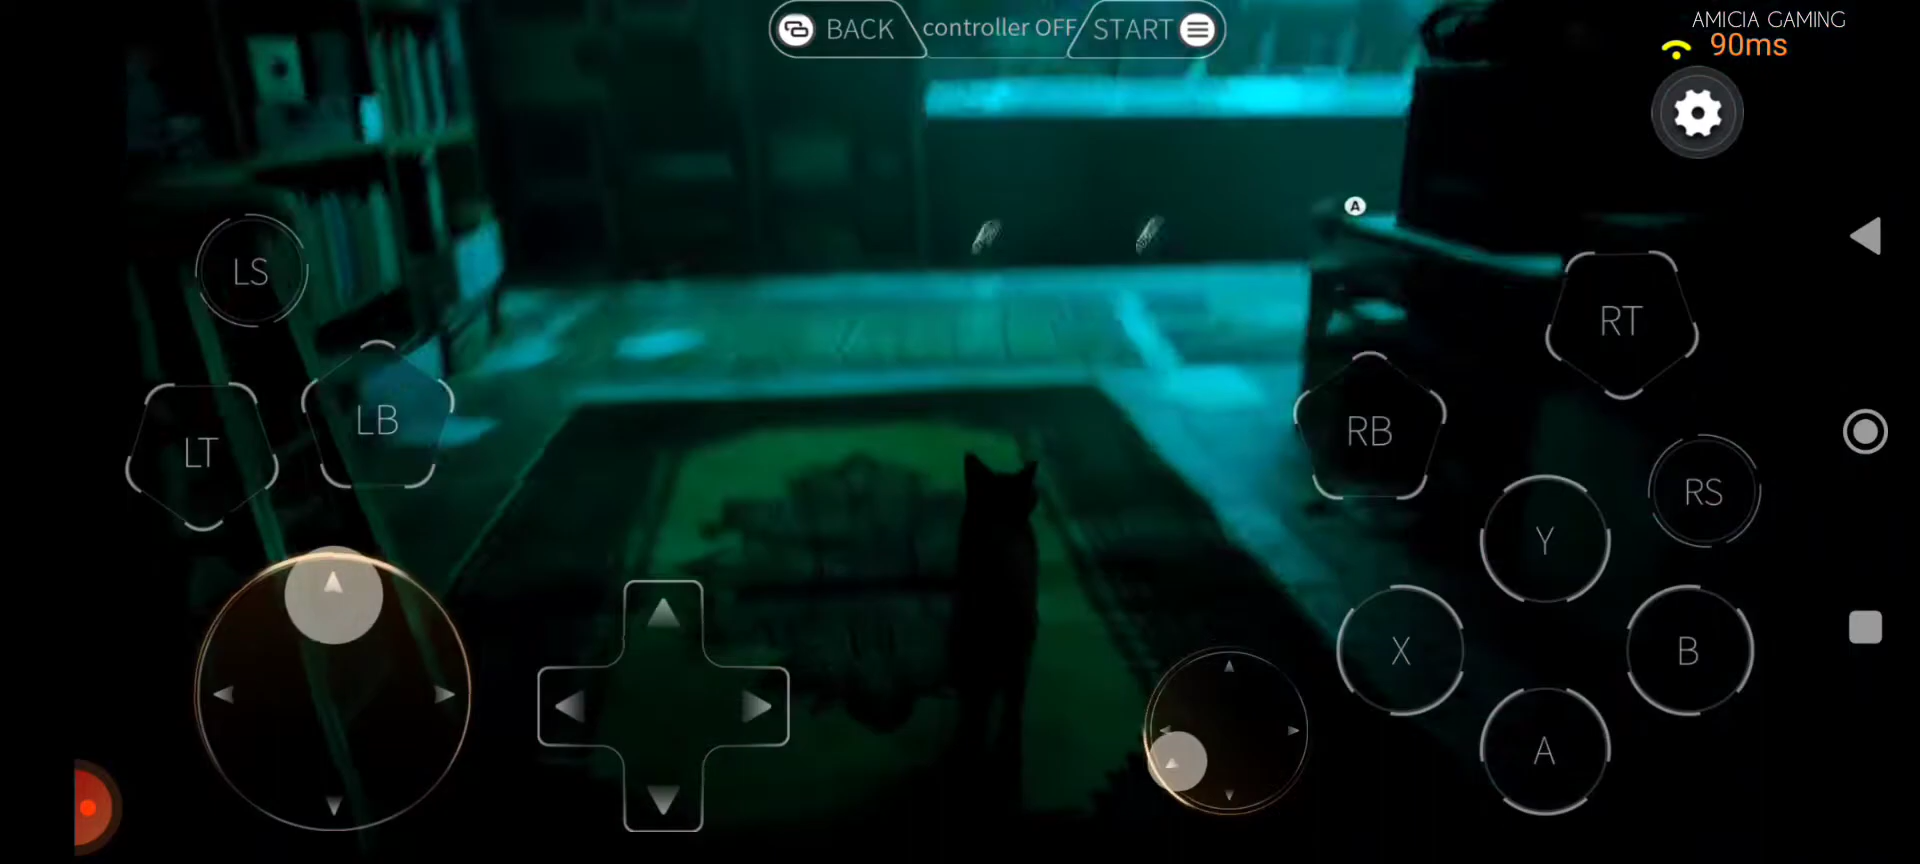 BACK controller OFF START
AMICIA GAMING
90ms
A
LS
RT
LB
LT
RB
RS
Y
X
B
A